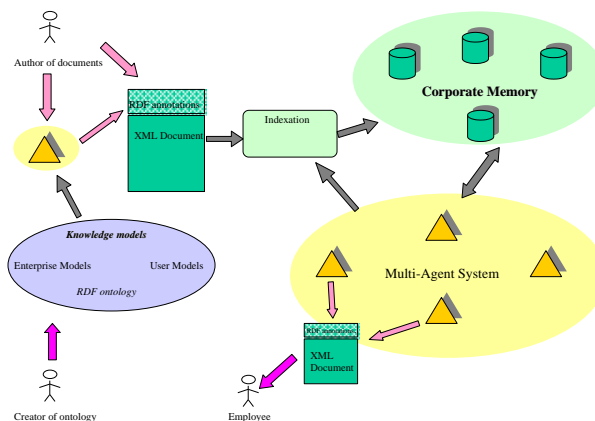 Author of documents
RDF annotations
XML Document
Indexation
Corporate Memory
Knowledge models
Enterprise Models
User Models
RDF ontology
Multi-Agent System
RDF annotations
XML
Document
Creator of ontology
Employee